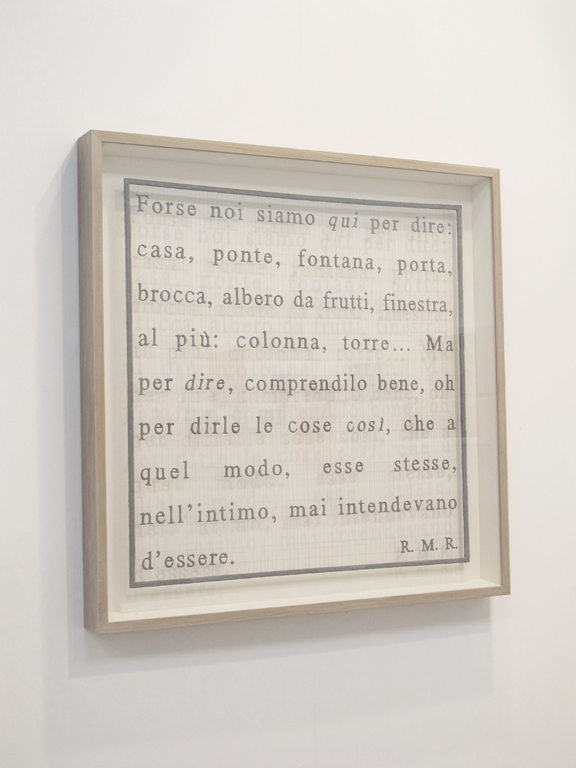 Forse noi siamo qui per dire:
casa, ponte, fontana, porta,
brocca, albero da frutti, finestra,
al più: colonna, torre... Ma
per dire, comprendilo bene, oh
per dirle le cose così, che a
quel modo, esse stesse,
nell'intimo, mai intendevano
d'essere.
R. M. R.